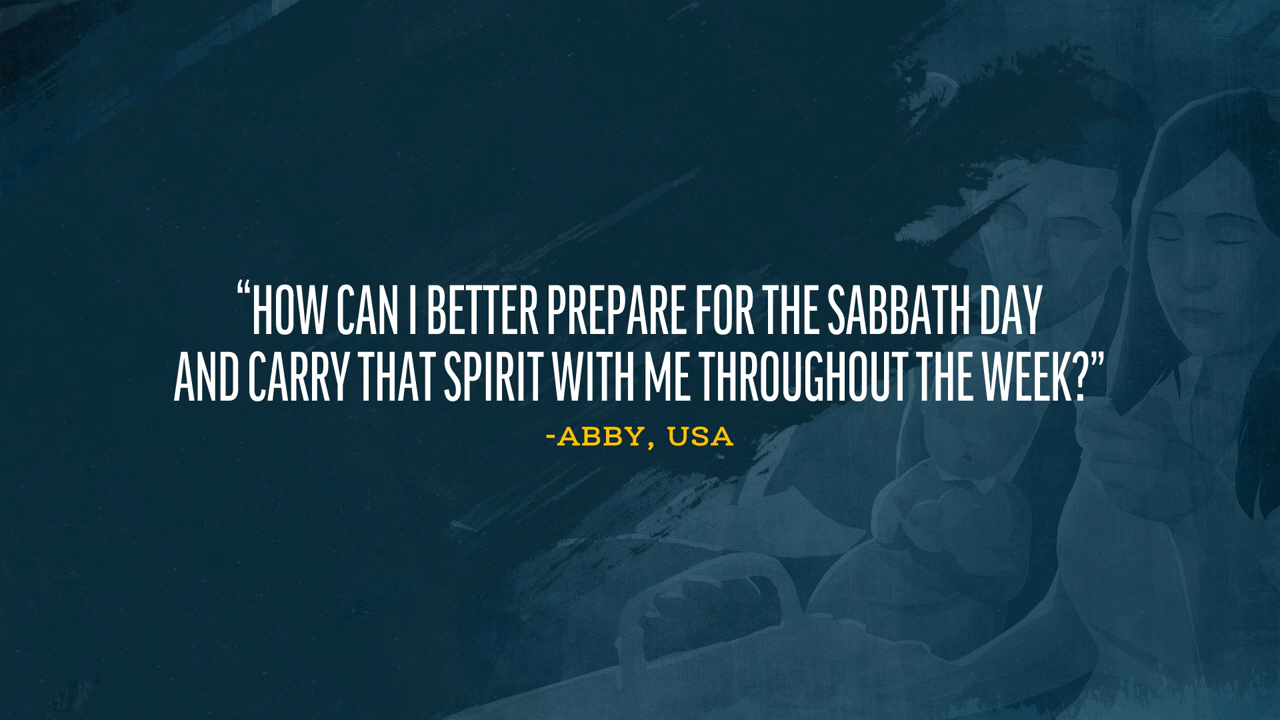 “HOW CAN I BETTER PREPARE FOR THE SABBATH DAY
AND CARRY THAT SPIRIT WITH ME THROUGHOUT THE WEEK?”
-ABBY, USA